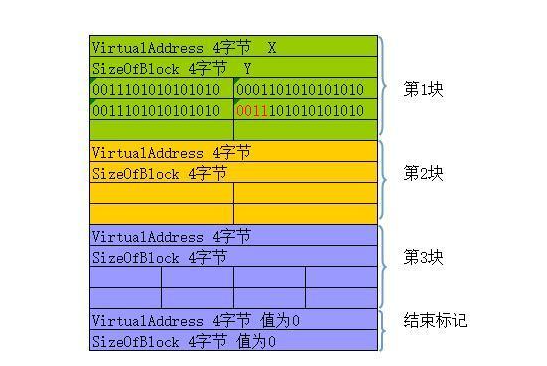 VirtualAddress 4字节 X
SizeOfBlock 4字节 Y
0011101010101010 0001101010101010
第1块
0011101010101010 0011101010101010
VirtualAddress 4字节
SizeOfBlock 4字节
第2块
VirtualAddress 4字节
SizeOfBlock 4字节
第3块
VirtualAddress 4字节 值为0
结束标记
SizeOfBlock 4字节 值为0